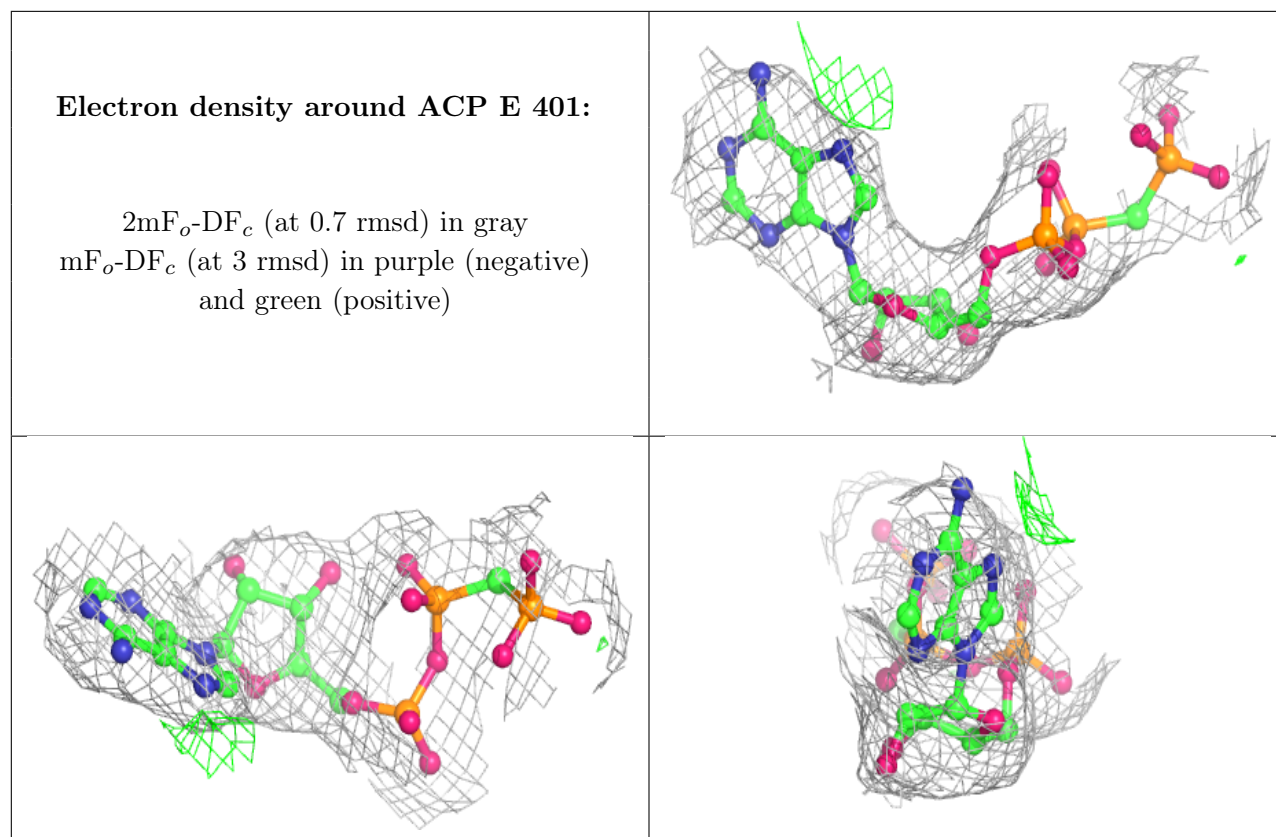 Electron density around ACP E 401:
2mFₒ-DF𝒸 (at 0.7 rmsd) in gray
mFₒ-DF𝒸 (at 3 rmsd) in purple (negative)
and green (positive)